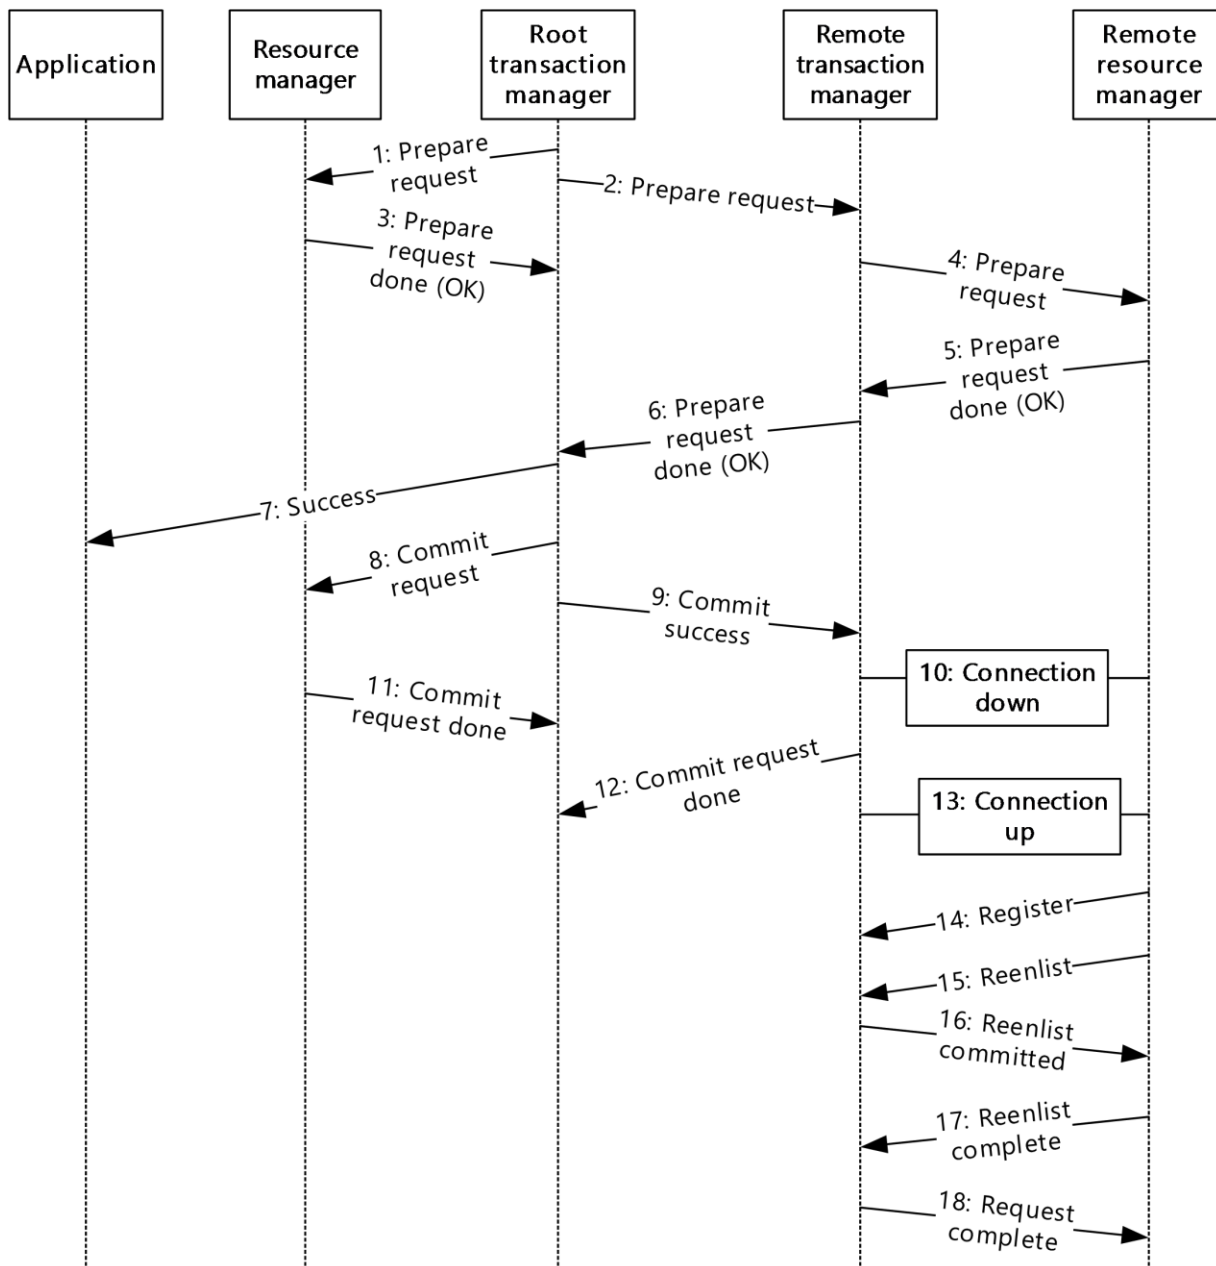 Application
Resource
manager
Root
transaction
manager
Remote
transaction
manager
Remote
resource
manager
1: Prepare
request
2: Prepare request
3: Prepare
request
done (OK)
4: Prepare
request
5: Prepare
request
done (OK)
6: Prepare
request
done (OK)
7: Success
8: Commit
request
9: Commit
success
10: Connection
down
11: Commit
request done
12: Commit request
done
13: Connection
up
14: Register
15: Reenlist
16: Reenlist
committed
17: Reenlist
complete
18: Request
complete